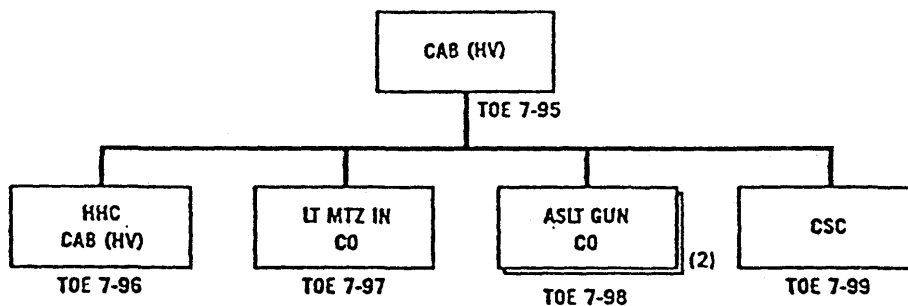 CAB (HV)
TOE 7-95
HHC
CAB (HV)
TOE 7-96
LT MTZ IN
CO
TOE 7-97
ASLT GUN
CO
(2)
TOE 7-98
CSC
TOE 7-99